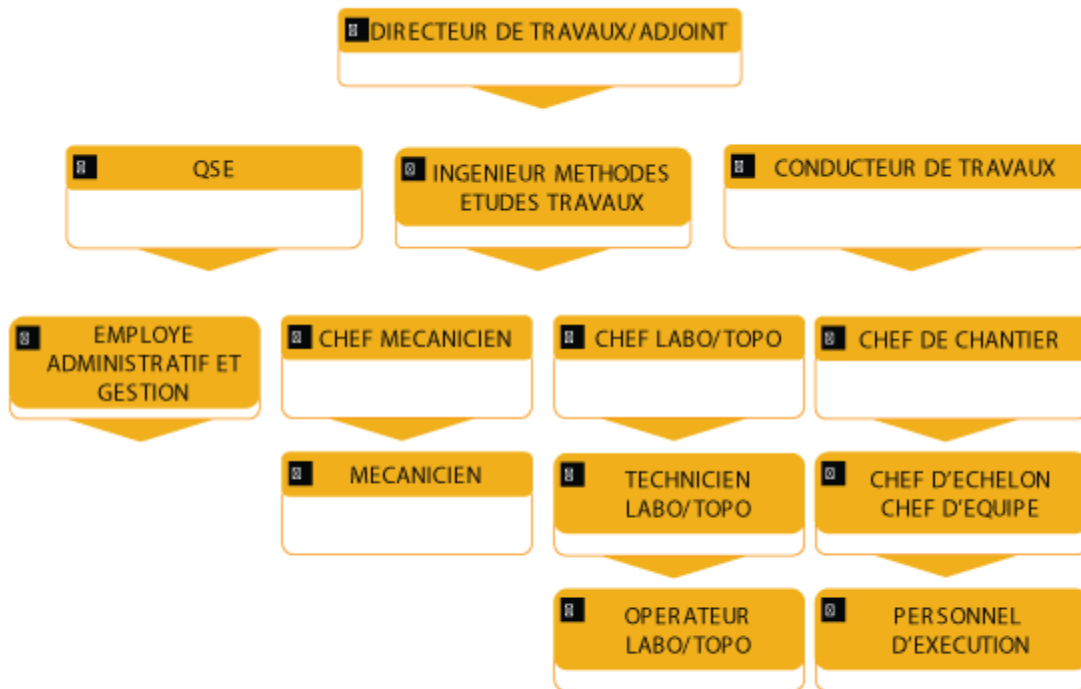 DIRECTEUR DE TRAVAUX/ADJOINT
QSE
INGENIEUR METHODES
ETUDES TRAVAUX
CONDUCTEUR DE TRAVAUX
EMPLOYE
ADMINISTRATIF ET
GESTION
CHEF MECANICIEN
CHEF LABO/TOPO
CHEF DE CHANTIER
MECANICIEN
TECHNICIEN
LABO/TOPO
CHEF D'ECHELON
CHEF D'EQUIPE
OPERATEUR
LABO/TOPO
PERSONNEL
D'EXECUTION